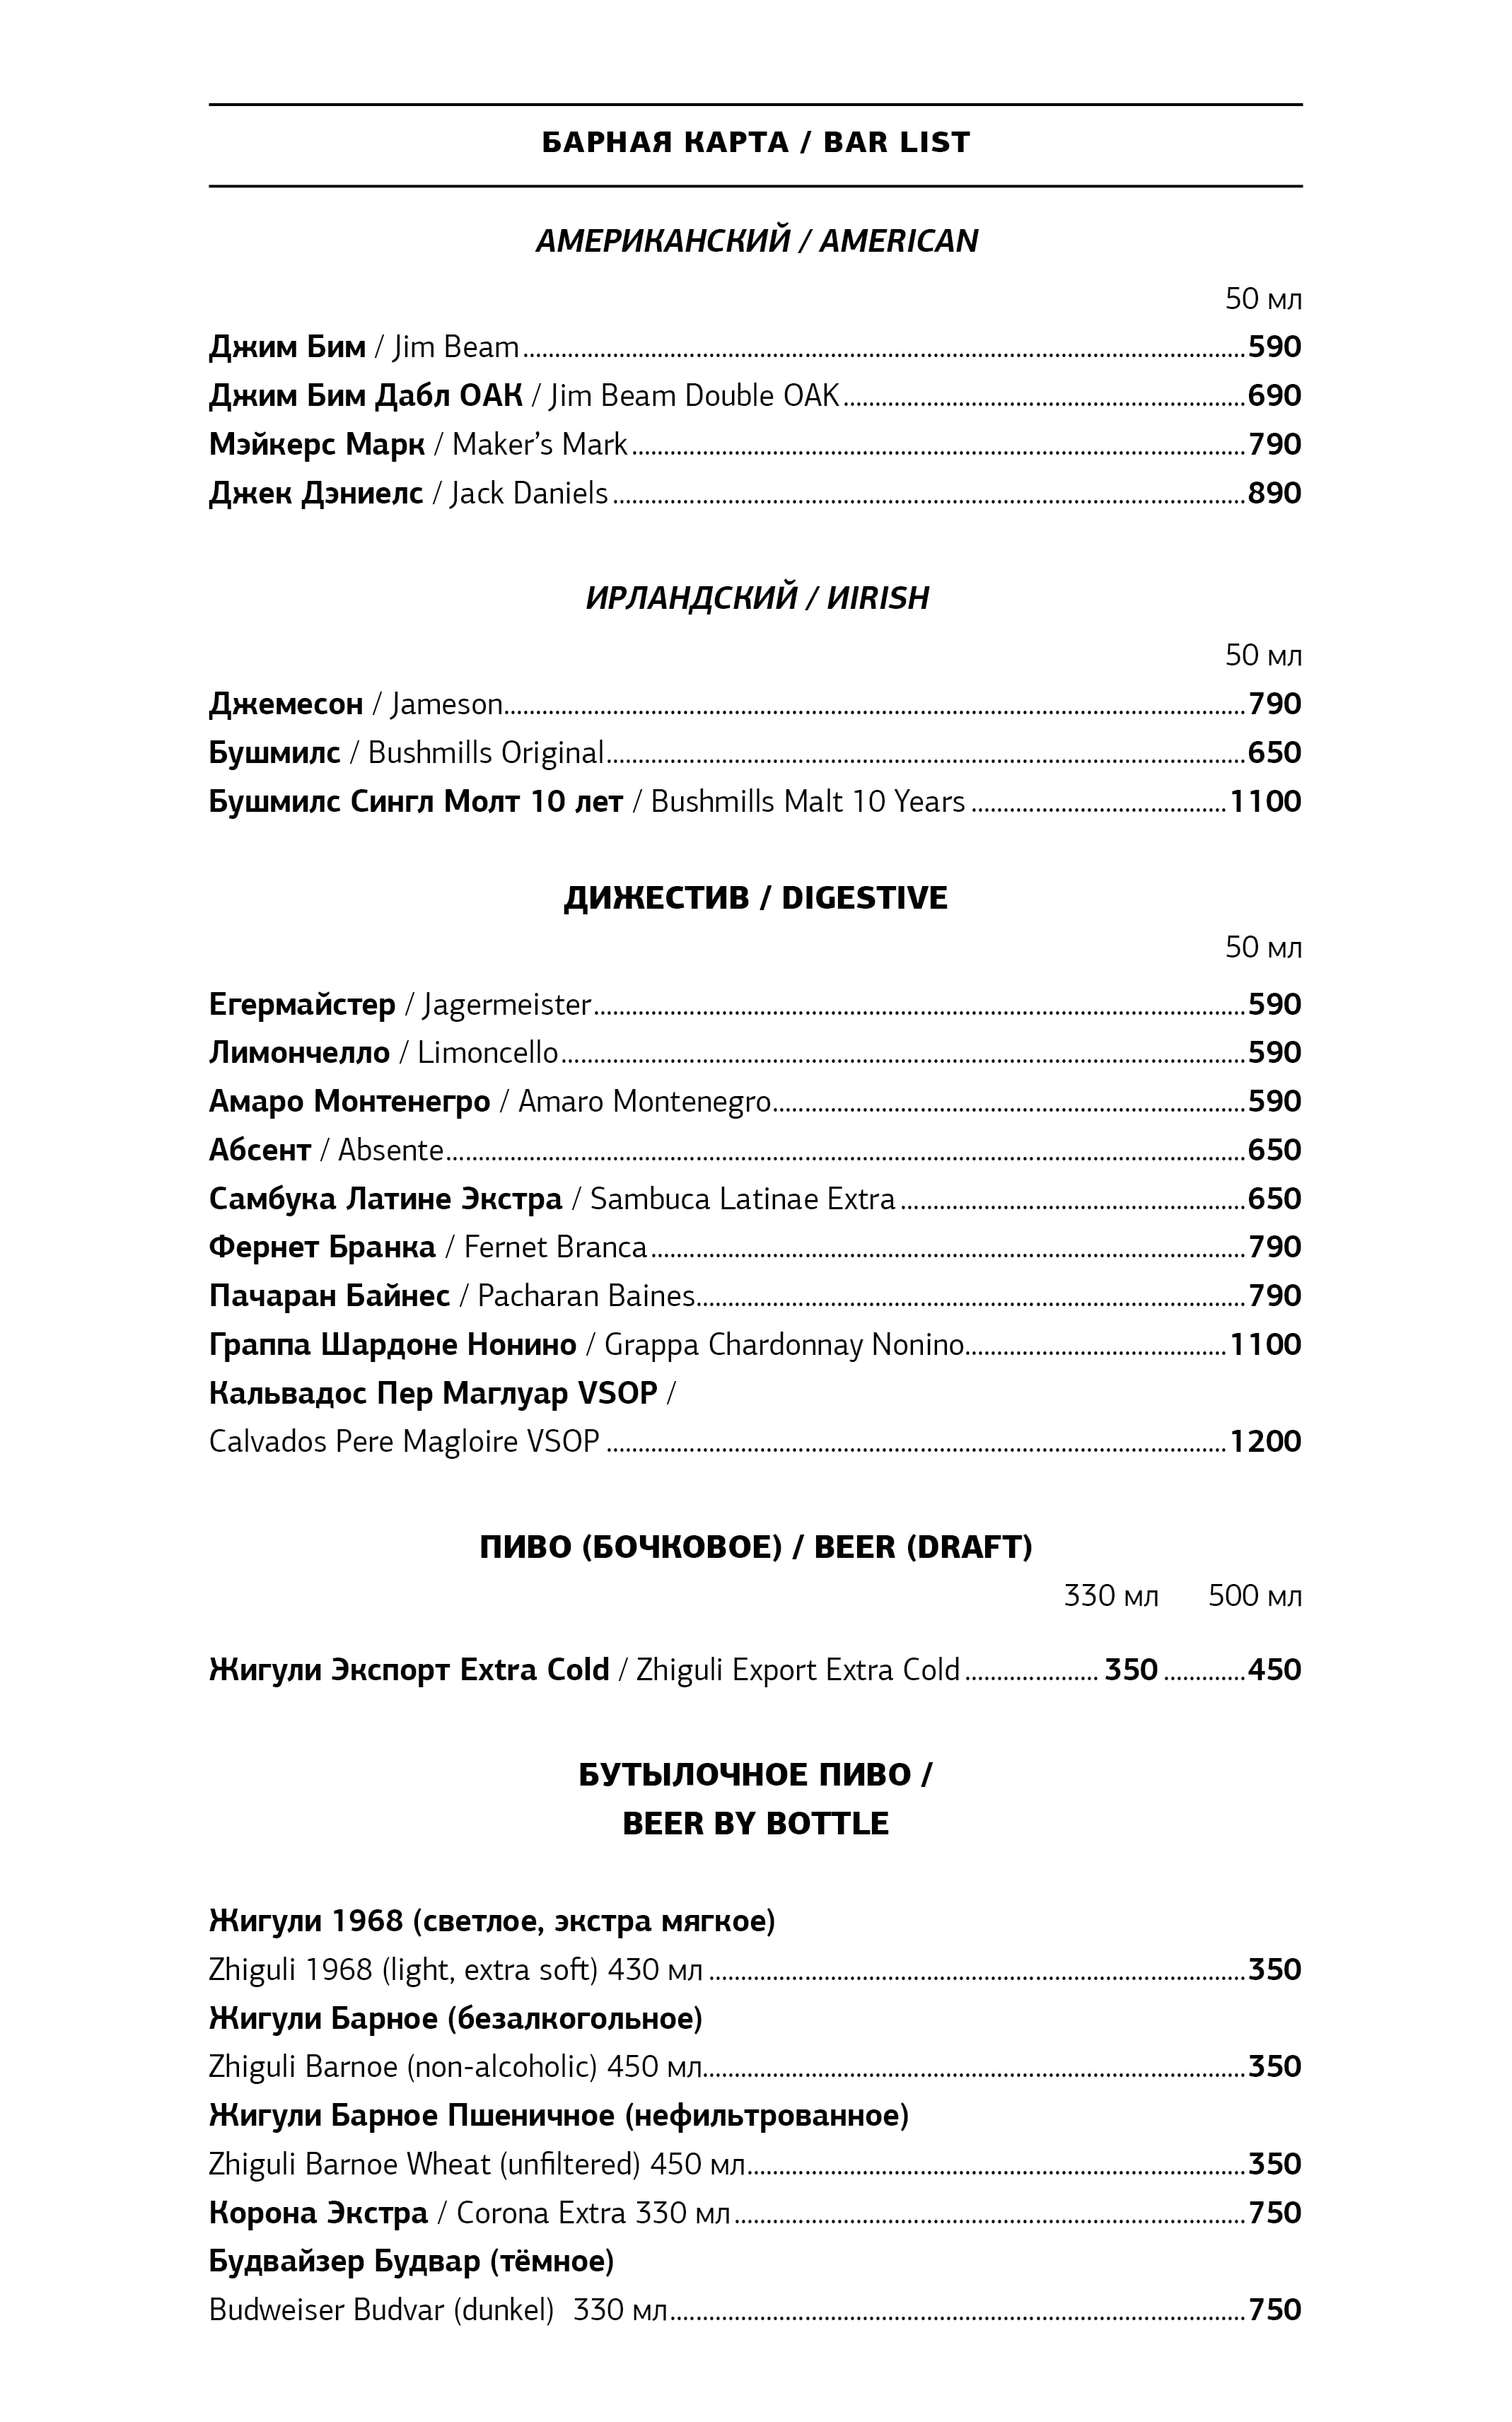 БАРНАЯ КАРТА / BAR LIST
АМЕРИКАНСКИЙ / AMERICAN
50 мл
Джим Бим / Jim Beam 590
Джим Бим Дабл ОАК / Jim Beam Double OAK 690
Мэйкерс Марк / Maker’s Mark 790
Джек Дэниелс / Jack Daniels 890
ИРЛАНДСКИЙ / ИIRISH
50 мл
Джемесон / Jameson 790
Бушмилс / Bushmills Original 650
Бушмилс Сингл Молт 10 лет / Bushmills Malt 10 Years 1100
ДИЖЕСТИВ / DIGESTIVE
50 мл
Егермайстер / Jagermeister 590
Лимончелло / Limoncello 590
Амаро Монтенегро / Amaro Montenegro 590
Абсент / Absente 650
Самбука Латине Экстра / Sambuca Latinae Extra 650
Фернет Бранка / Fernet Branca 790
Пачаран Байнес / Pacharan Baines 790
Граппа Шардоне Нонино / Grappa Chardonnay Nonino 1100
Кальвадос Пер Маглуар VSOP /
Calvados Pere Magloire VSOP 1200
ПИВО (БОЧКОВОЕ) / BEER (DRAFT)
330 мл 500 мл
Жигули Экспорт Extra Cold / Zhiguli Export Extra Cold 350 450
БУТЫЛОЧНОЕ ПИВО /
BEER BY BOTTLE
Жигули 1968 (светлое, экстра мягкое)
Zhiguli 1968 (light, extra soft) 430 мл 350
Жигули Барное (безалкогольное)
Zhiguli Barnoe (non-alcoholic) 450 мл 350
Жигули Барное Пшеничное (нефильтрованное)
Zhiguli Barnoe Wheat (unfiltered) 450 мл 350
Корона Экстра / Corona Extra 330 мл 750
Будвайзер Будвар (тёмное)
Budweiser Budvar (dunkel) 330 мл 750